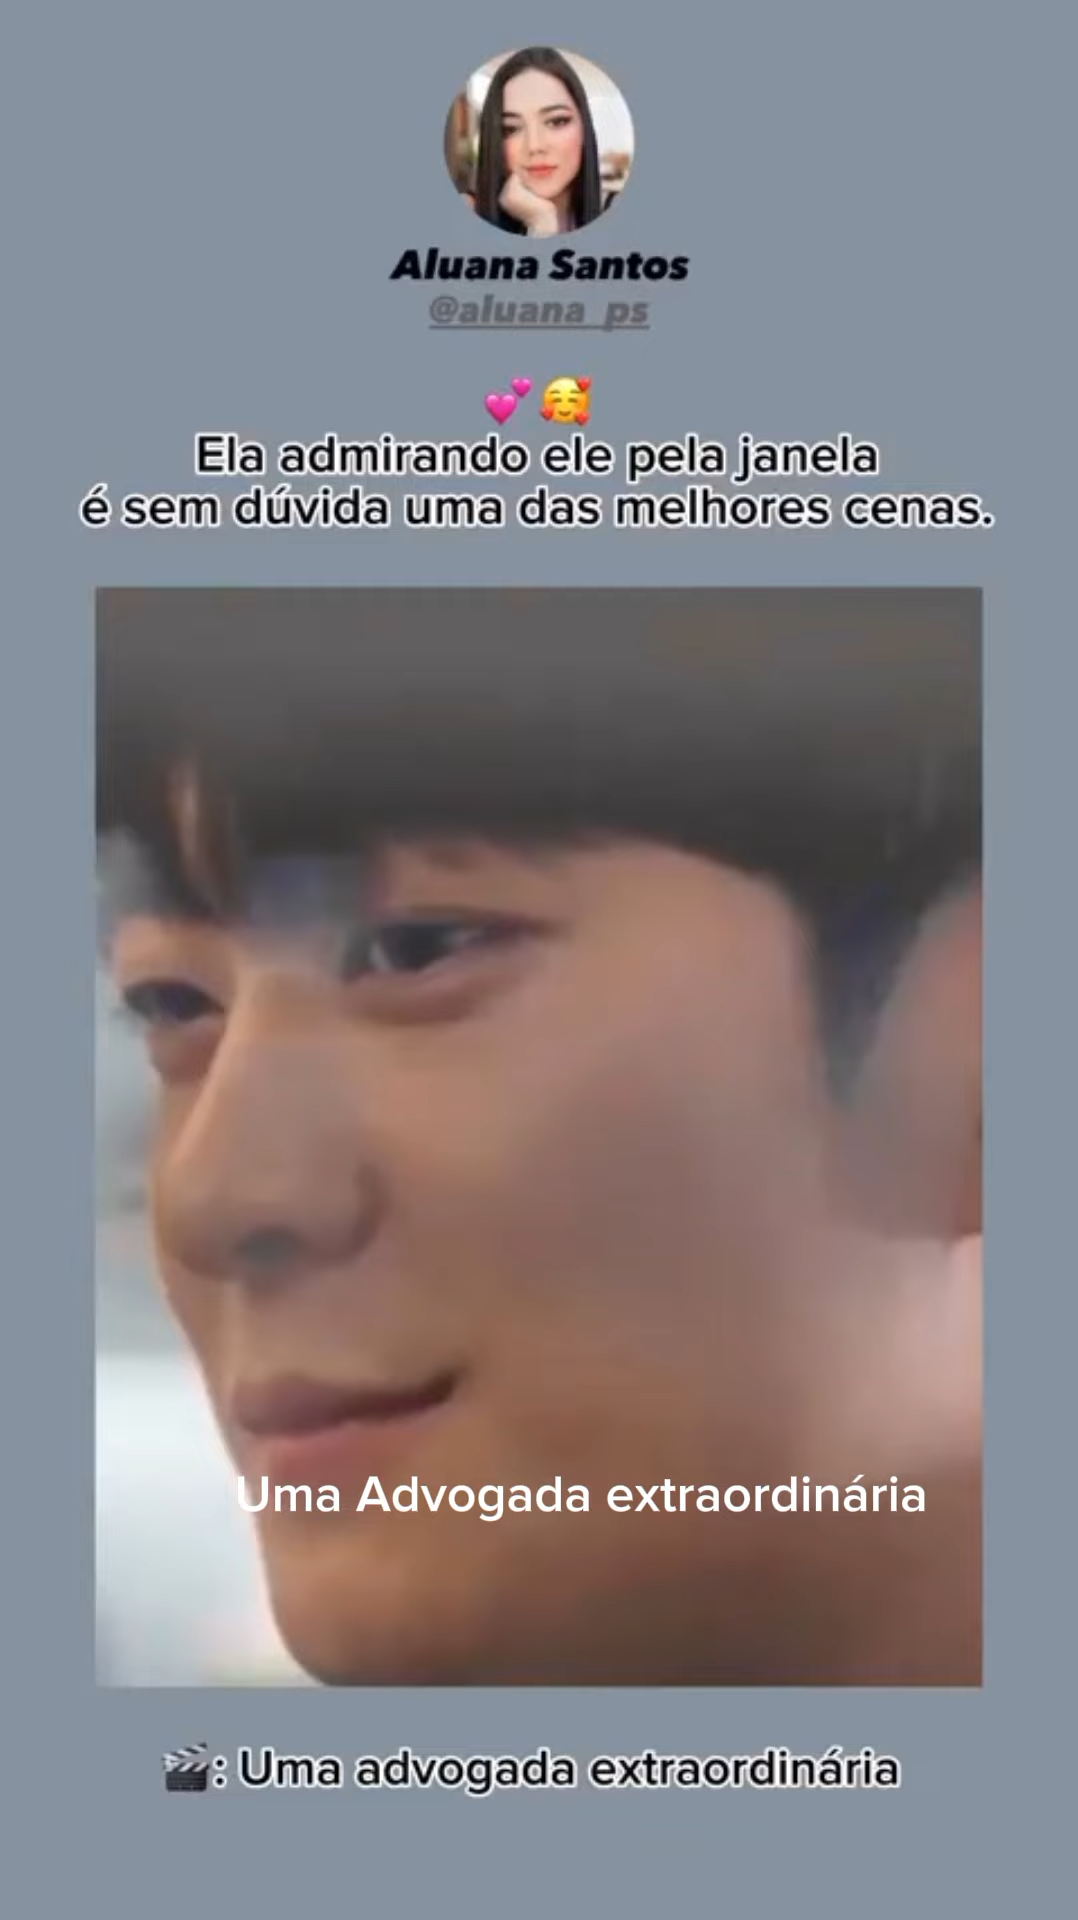 Aluana Santos
@aluana_ps
💕🥰
Ela admirando ele pela janela
é sem dúvida uma das melhores cenas.
Uma Advogada extraordinária
🎬: Uma advogada extraordinária